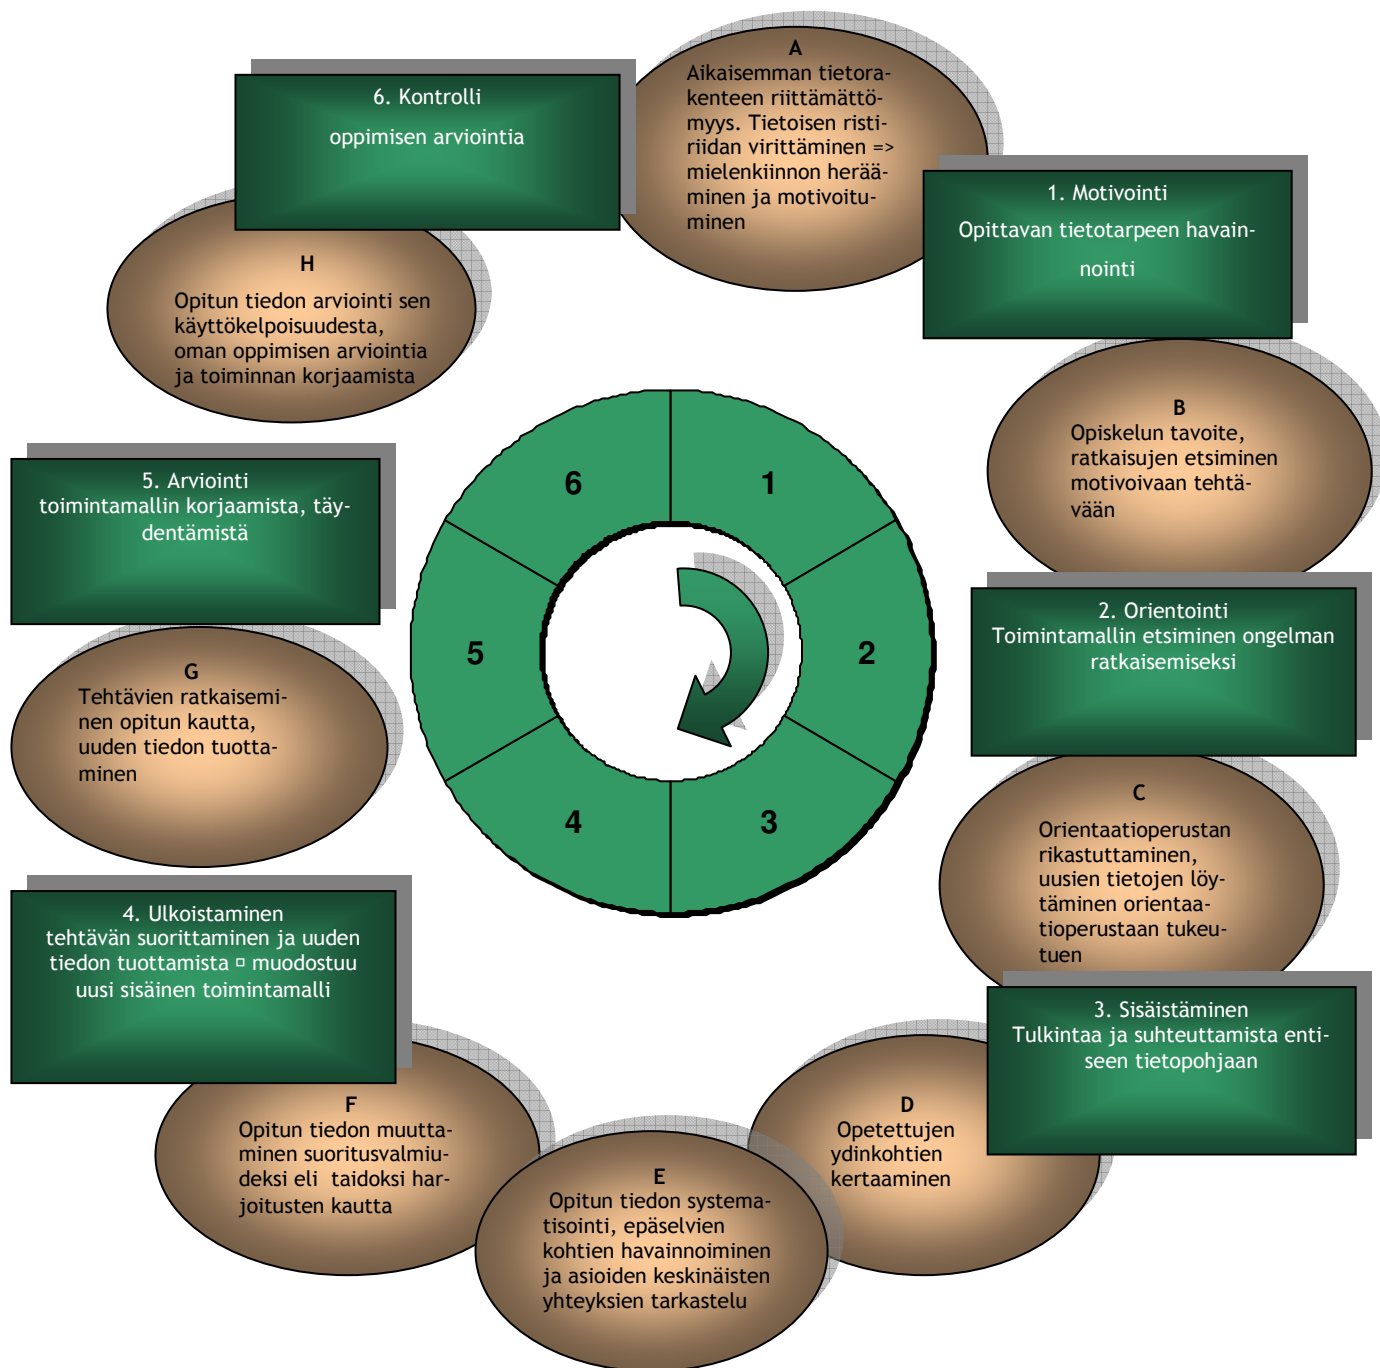 A
Aikaisemman tietora-
kenteen riittämättö-
myys. Tietoisen risti-
riidan virittäminen =>
mielenkiinnon herää-
minen ja motivoitu-
minen
1. Motivointi
Opittavan tietotarpeen havain-
nointi
B
Opiskelun tavoite,
ratkaisujen etsiminen
motivoivaan tehtä-
vään
2. Orientointi
Toimintamallin etsiminen ongelman
ratkaisemiseksi
C
Orientaatioperustan
rikastuttaminen,
uusien tietojen löy-
täminen orientaa-
tioperustaan tukeu-
tuen
3. Sisäistäminen
Tulkintaa ja suhteuttamista enti-
seen tietopohjaan
D
Opetettujen
ydinkohtien
kertaaminen
E
Opitun tiedon systema-
tisointi, epäselvien
kohtien havainnoiminen
ja asioiden keskinäisten
yhteyksien tarkastelu
F
Opitun tiedon muutta-
minen suoritusvalmiu-
deksi eli taidoksi har-
joitusten kautta
4. Ulkoistaminen
tehtävän suorittaminen ja uuden
tiedon tuottamista ▫ muodostuu
uusi sisäinen toimintamalli
G
Tehtävien ratkaisemi-
nen opitun kautta,
uuden tiedon tuotta-
minen
5. Arviointi
toimintamallin korjaamista, täy-
dentämistä
H
Opitun tiedon arviointi sen
käyttökelpoisuudesta,
oman oppimisen arviointia
ja toiminnan korjaamista
6. Kontrolli
oppimisen arviointia
1
2
3
4
5
6